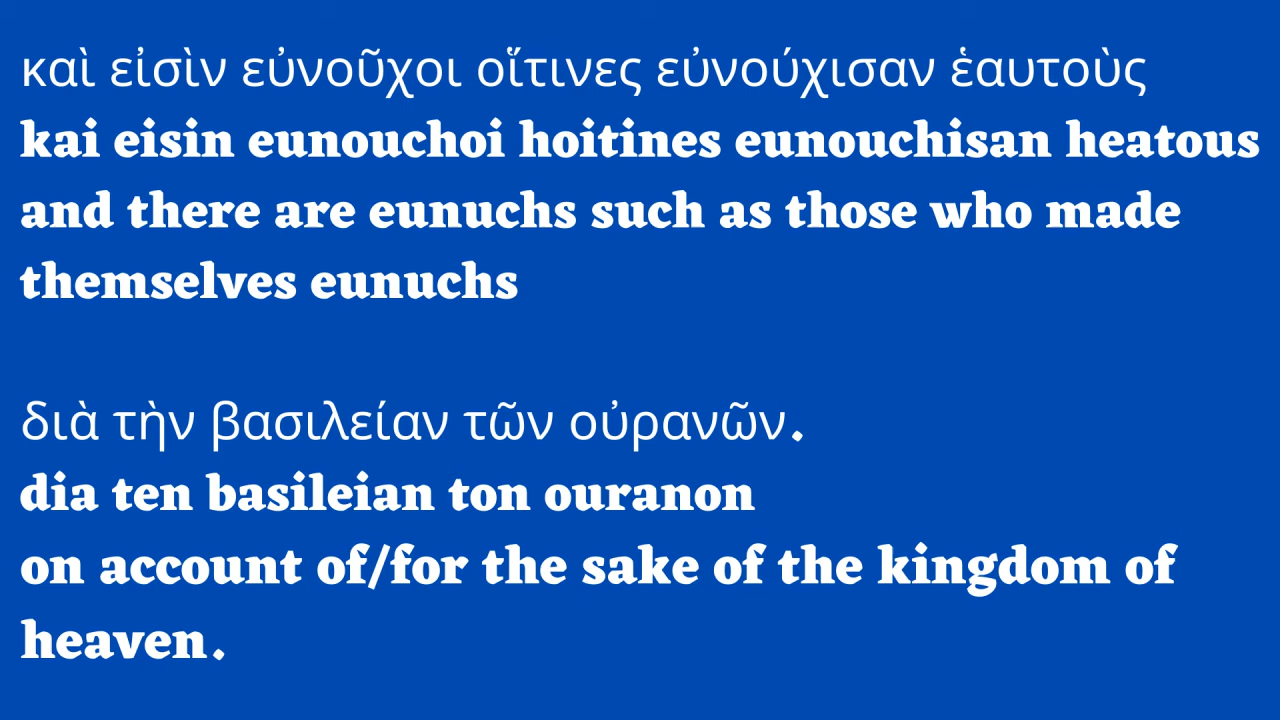 καὶ εἰσὶν εὐνοῦχοι οἵτινες εὐνούχισαν ἑαυτοὺς
kai eisin eunouchoi hoitines eunouchisan heatous
and there are eunuchs such as those who made
themselves eunuchs
διὰ τὴν βασιλείαν τῶν οὐρανῶν.
dia ten basileian ton ouranon
on account of/for the sake of the kingdom of
heaven.